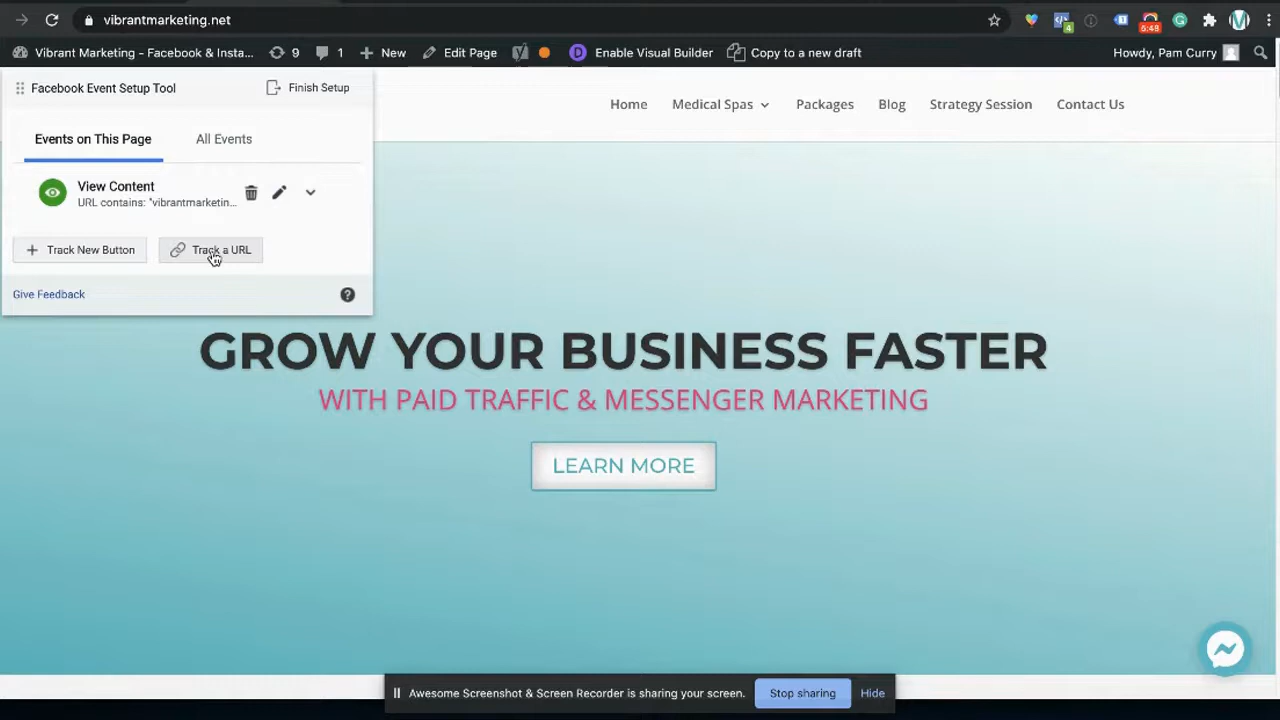 vibrantmarketing.net
4
5:48
Vibrant Marketing – Facebook & Insta... 9 1 New Edit Page Enable Visual Builder Copy to a new draft Howdy, Pam Curry
Facebook Event Setup Tool Finish Setup
Home Medical Spas Packages Blog Strategy Session Contact Us
Events on This Page All Events
View Content
URL contains: "vibrantmarketin...
Track New Button Track a URL
Give Feedback
GROW YOUR BUSINESS FASTER
WITH PAID TRAFFIC & MESSENGER MARKETING
LEARN MORE
Awesome Screenshot & Screen Recorder is sharing your screen. Stop sharing Hide